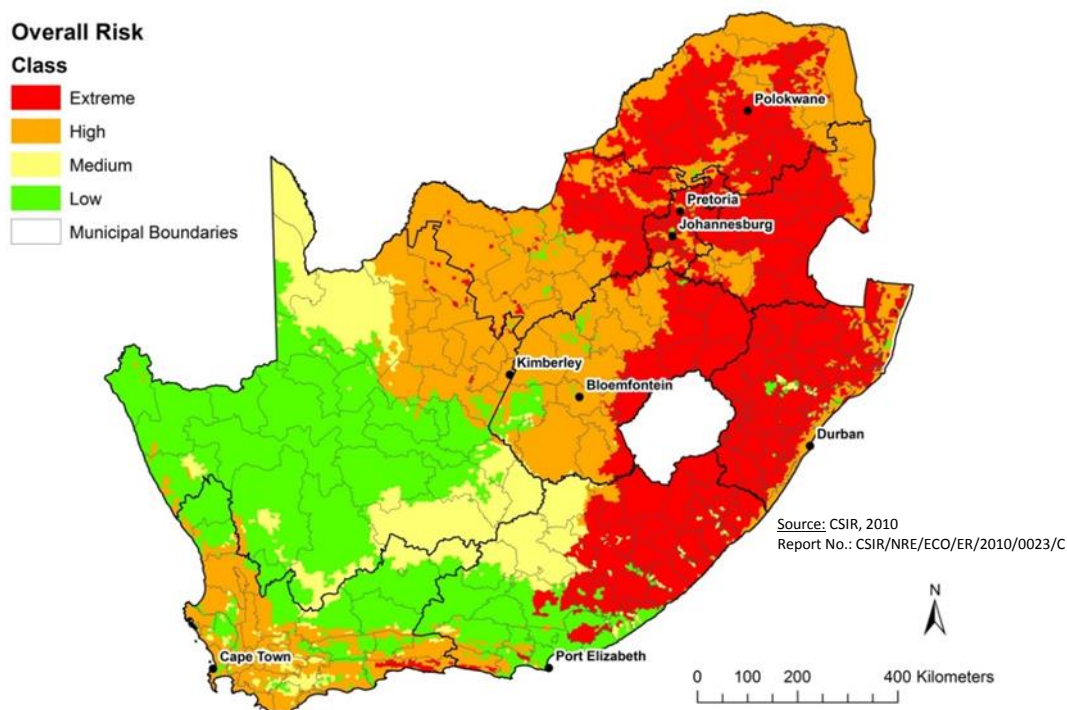 Overall Risk
Class
Extreme
High
Medium
Low
Municipal Boundaries
Polokwane
Pretoria
Johannesburg
Kimberley
Bloemfontein
Durban
Source: CSIR, 2010
Report No.: CSIR/NRE/ECO/ER/2010/0023/C
N
Cape Town
Port Elizabeth
0 100 200 400 Kilometers